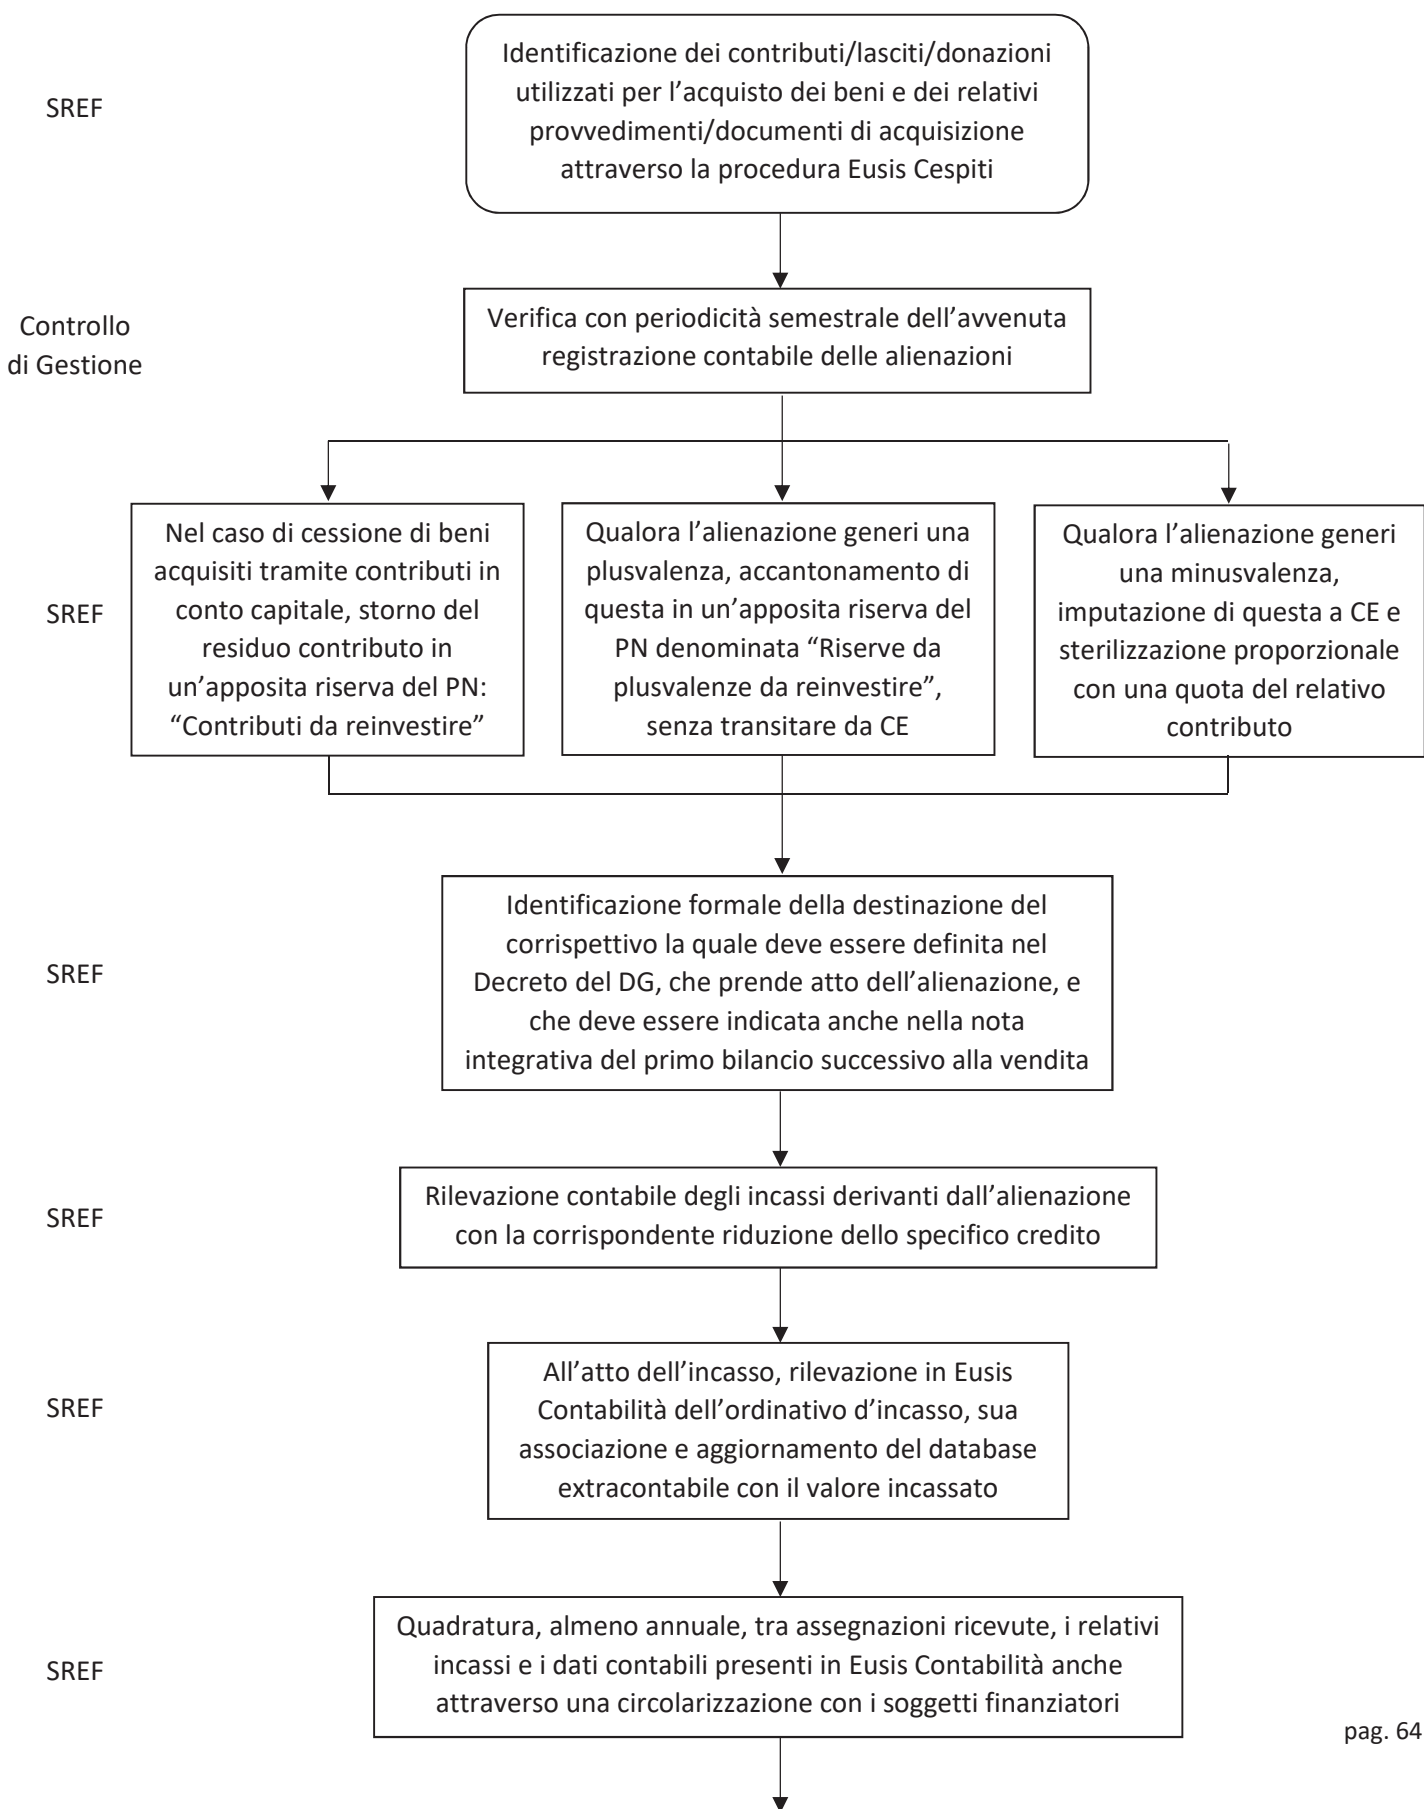 SREF
Identificazione dei contributi/lasciti/donazioni
utilizzati per l’acquisto dei beni e dei relativi
provvedimenti/documenti di acquisizione
attraverso la procedura Eusis Cespiti
Controllo
di Gestione
Verifica con periodicità semestrale dell’avvenuta
registrazione contabile delle alienazioni
SREF
Nel caso di cessione di beni
acquisiti tramite contributi in
conto capitale, storno del
residuo contributo in
un’apposita riserva del PN:
“Contributi da reinvestire”
Qualora l’alienazione generi una
plusvalenza, accantonamento di
questa in un’apposita riserva del
PN denominata “Riserve da
plusvalenze da reinvestire”,
senza transitare da CE
Qualora l’alienazione generi
una minusvalenza,
imputazione di questa a CE e
sterilizzazione proporzionale
con una quota del relativo
contributo
SREF
Identificazione formale della destinazione del
corrispettivo la quale deve essere definita nel
Decreto del DG, che prende atto dell’alienazione, e
che deve essere indicata anche nella nota
integrativa del primo bilancio successivo alla vendita
SREF
Rilevazione contabile degli incassi derivanti dall’alienazione
con la corrispondente riduzione dello specifico credito
SREF
All’atto dell’incasso, rilevazione in Eusis
Contabilità dell’ordinativo d’incasso, sua
associazione e aggiornamento del database
extracontabile con il valore incassato
SREF
Quadratura, almeno annuale, tra assegnazioni ricevute, i relativi
incassi e i dati contabili presenti in Eusis Contabilità anche
attraverso una circolarizzazione con i soggetti finanziatori
pag. 64